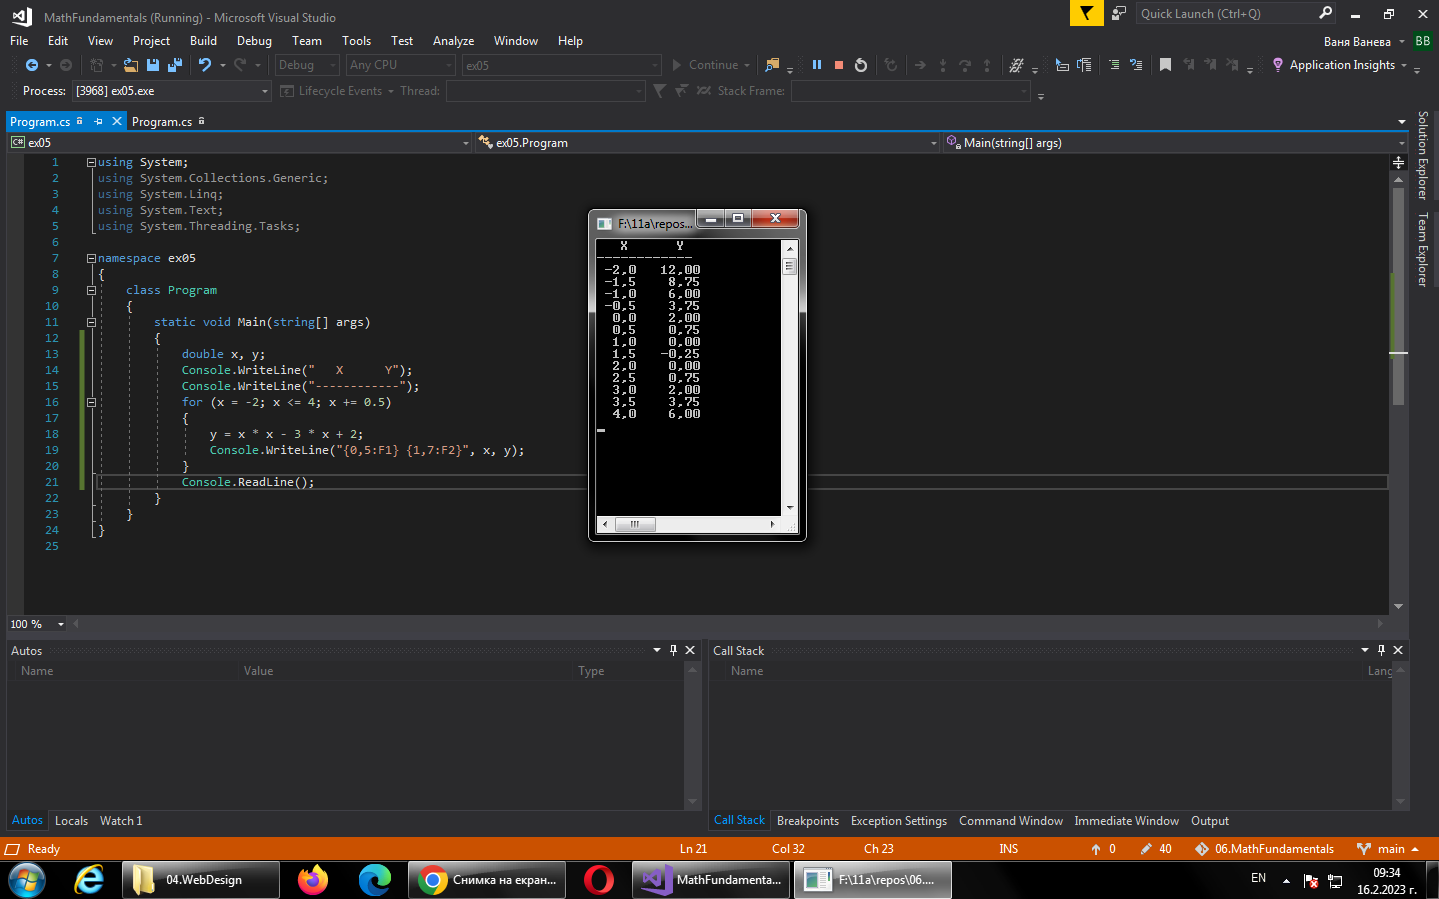 MathFundamentals (Running) - Microsoft Visual Studio
Quick Launch (Ctrl+Q)
File Edit View Project Build Debug Team Tools Test Analyze Window Help
Ваня Ванева BB
Debug Any CPU ex05 Continue Application Insights
Process: [3968] ex05.exe Lifecycle Events Thread: Stack Frame:
Program.cs Program.cs
C# ex05 ex05.Program Main(string[] args)
1 using System;
2 using System.Collections.Generic;
3 using System.Linq;
4 using System.Text;
5 using System.Threading.Tasks;
6
7 namespace ex05
8 {
9 class Program
10 {
11 static void Main(string[] args)
12 {
13 double x, y;
14 Console.WriteLine("   X      Y");
15 Console.WriteLine("------------");
16 for (x = -2; x <= 4; x += 0.5)
17 {
18 y = x * x - 3 * x + 2;
19 Console.WriteLine("{0,5:F1} {1,7:F2}", x, y);
20 }
21 Console.ReadLine();
22 }
23 }
24 }
25
F:\11a\repos...
X Y
------------
-2,0 12,00
-1,5 8,75
-1,0 6,00
-0,5 3,75
0,0 2,00
0,5 0,75
1,0 0,00
1,5 -0,25
2,0 0,00
2,5 0,75
3,0 2,00
3,5 3,75
4,0 6,00
Solution Explorer
Team Explorer
100 %
Autos
Name Value Type
Autos Locals Watch 1
Call Stack
Name Lang
Call Stack Breakpoints Exception Settings Command Window Immediate Window Output
Ready Ln 21 Col 32 Ch 23 INS 0 40 06.MathFundamentals main
04.WebDesign Снимка на екран... MathFundamenta... F:\11a\repos\06.... EN 09:34
16.2.2023 г.